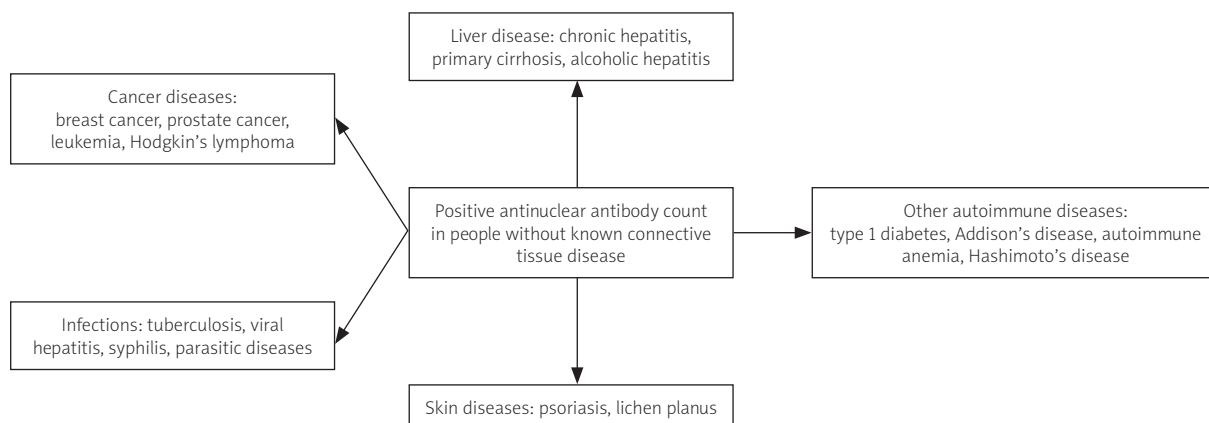 Liver disease: chronic hepatitis,
primary cirrhosis, alcoholic hepatitis
Cancer diseases:
breast cancer, prostate cancer,
leukemia, Hodgkin’s lymphoma
Positive antinuclear antibody count
in people without known connective
tissue disease
Other autoimmune diseases:
type 1 diabetes, Addison’s disease, autoimmune
anemia, Hashimoto’s disease
Infections: tuberculosis, viral
hepatitis, syphilis, parasitic diseases
Skin diseases: psoriasis, lichen planus